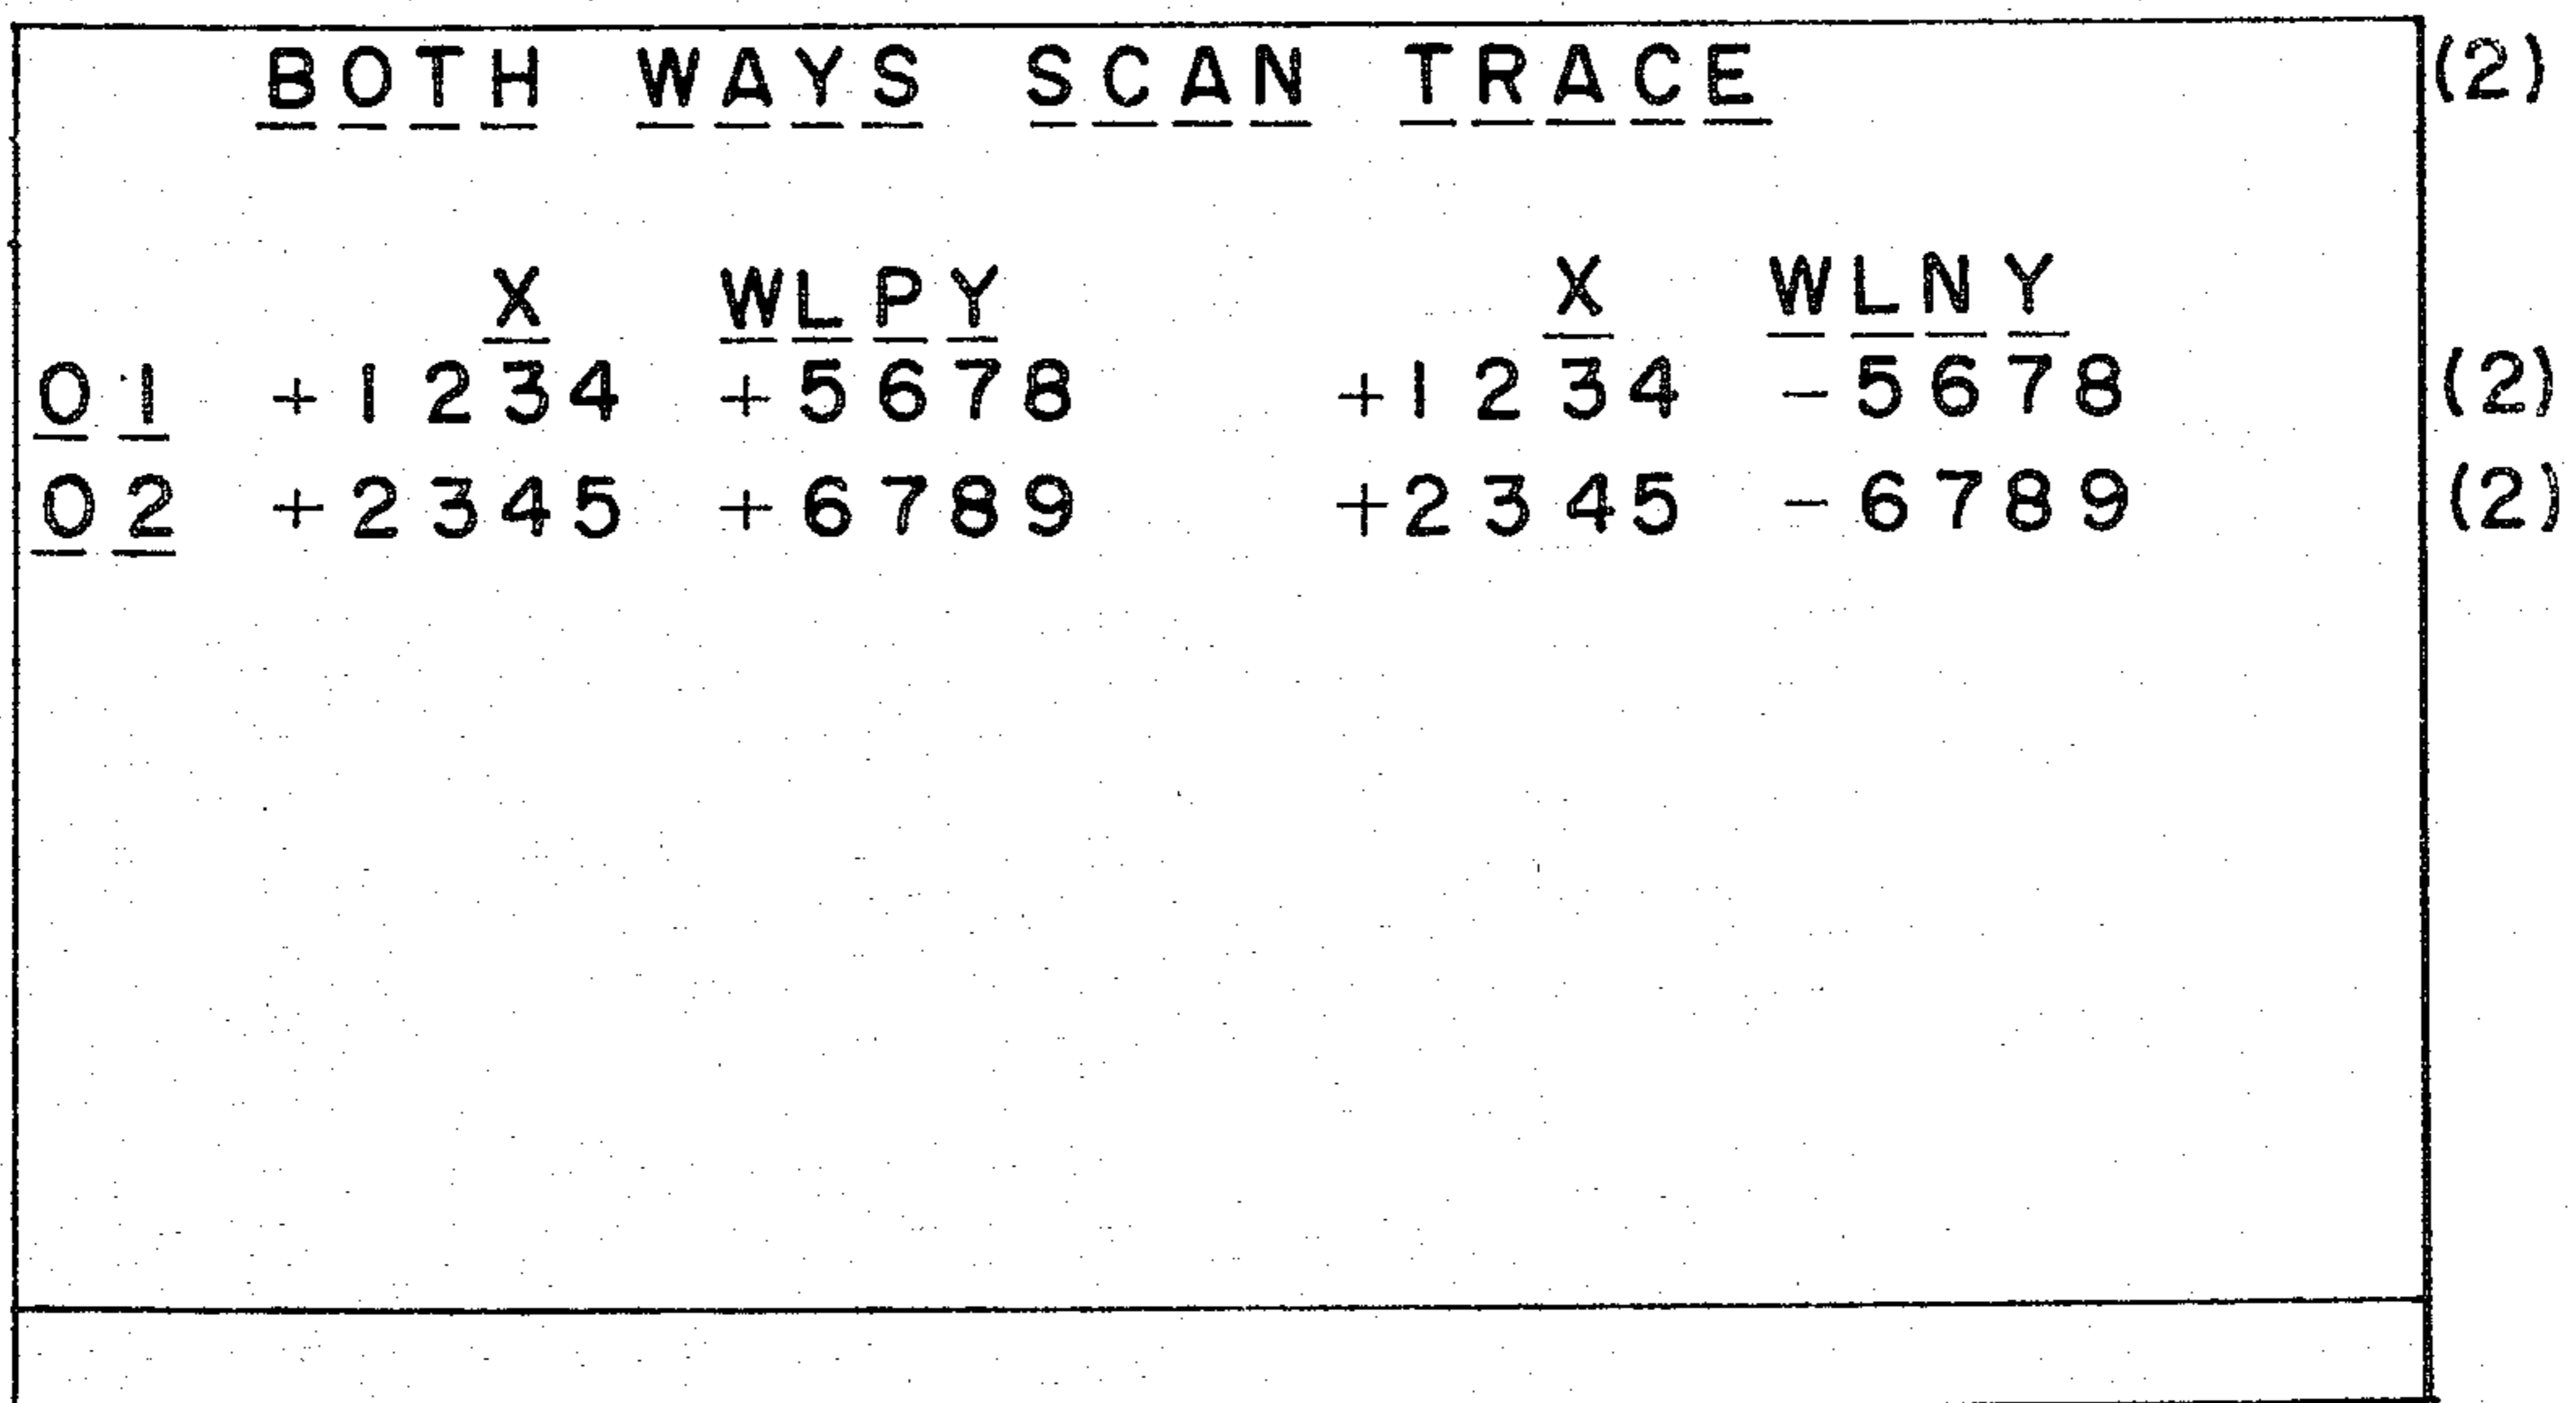 BOTH WAYS SCAN TRACE (2)
X WLPY X WLNY
01 +1234 +5678 +1234 -5678 (2)
02 +2345 +6789 +2345 -6789 (2)